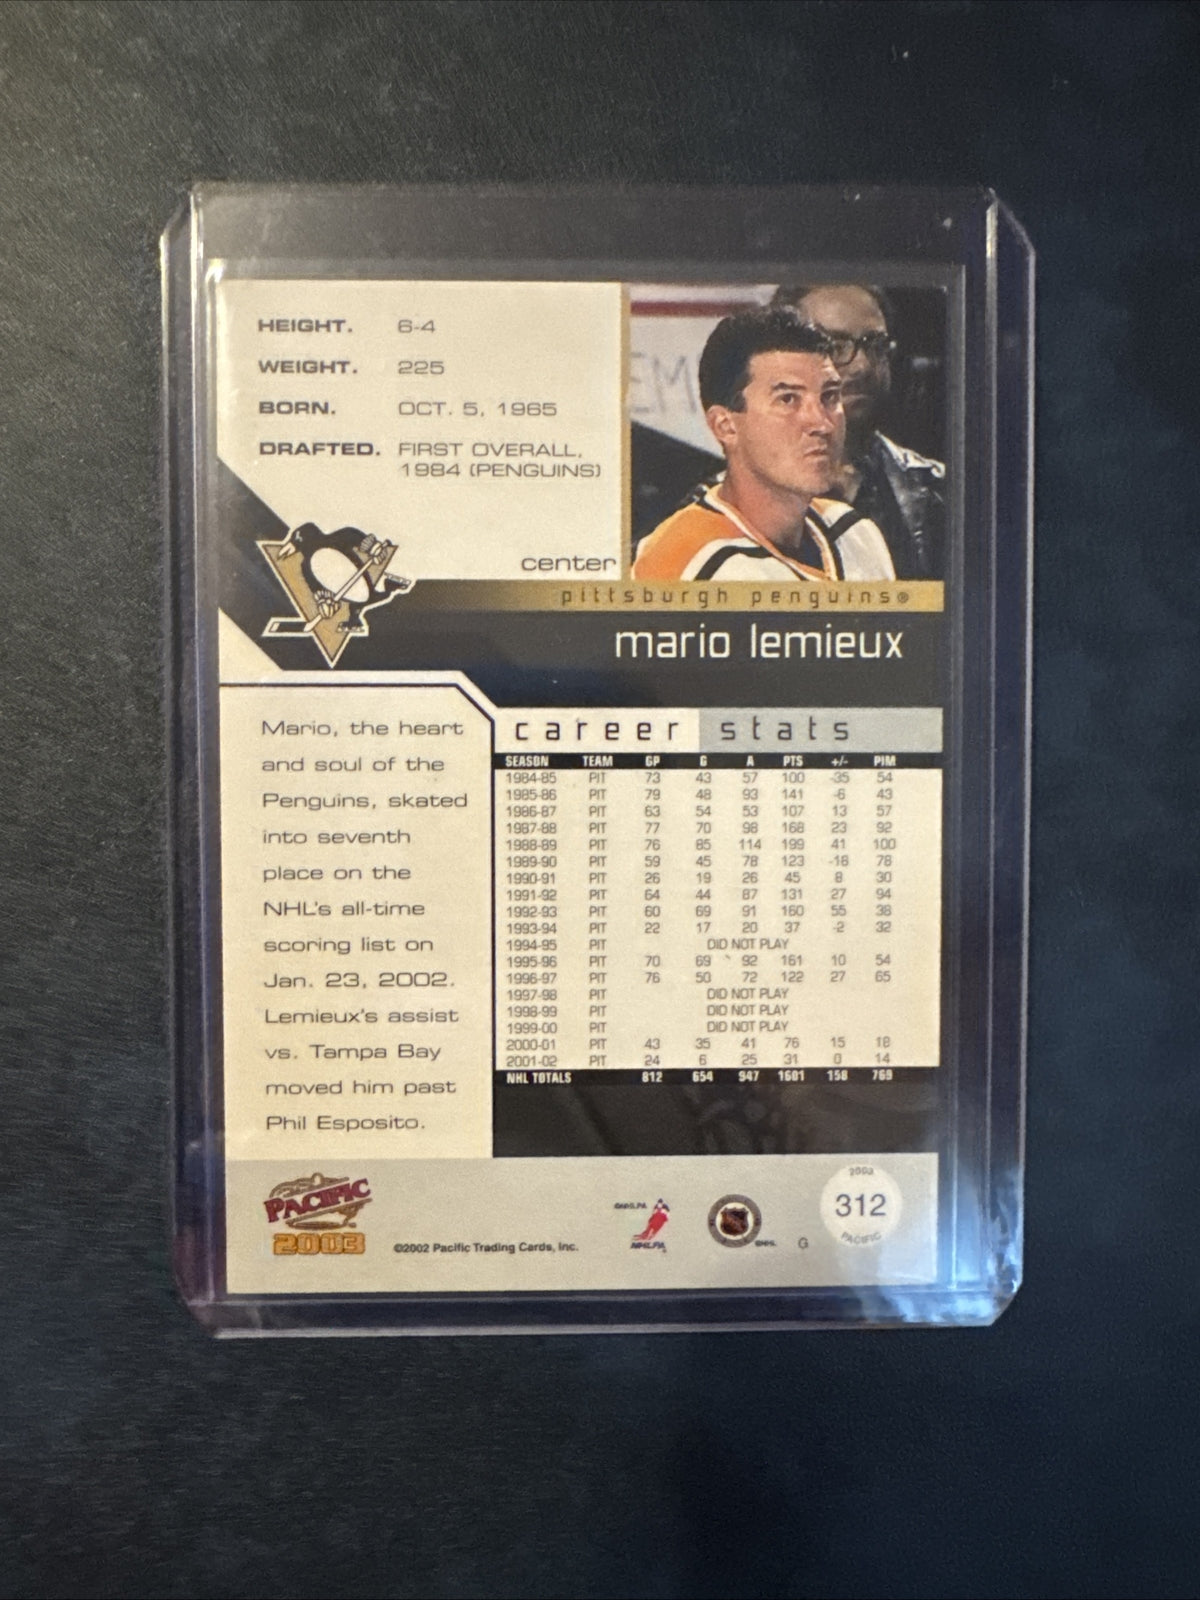 HEIGHT. 6-4
WEIGHT. 225
BORN. OCT. 5, 1965
DRAFTED. FIRST OVERALL,
1984 (PENGUINS)
center
pittsburgh penguins®
mario lemieux
Mario, the heart
and soul of the
Penguins, skated
into seventh
place on the
NHL's all-time
scoring list on
Jan. 23, 2002.
Lemieux's assist
vs. Tampa Bay
moved him past
Phil Esposito.
career stats
SEASON TEAM GP G A PTS +/- PIM
1984-85 PIT 73 43 57 100 -35 54
1985-86 PIT 79 48 93 141 -6 43
1986-87 PIT 63 54 53 107 13 57
1987-88 PIT 77 70 98 168 23 92
1988-89 PIT 76 85 114 199 41 100
1989-90 PIT 59 45 78 123 -18 78
1990-91 PIT 26 19 26 45 8 30
1991-92 PIT 64 44 87 131 27 94
1992-93 PIT 60 69 91 160 55 38
1993-94 PIT 22 17 20 37 -2 32
1994-95 PIT DID NOT PLAY
1995-96 PIT 70 69 92 161 10 54
1996-97 PIT 76 50 72 122 27 65
1997-98 PIT DID NOT PLAY
1998-99 PIT DID NOT PLAY
1999-00 PIT DID NOT PLAY
2000-01 PIT 43 35 41 76 15 18
2001-02 PIT 24 6 25 31 0 14
NHL TOTALS 812 654 947 1601 158 769
PACIFIC
2003
©2002 Pacific Trading Cards, Inc.
NHLPA
G
2003
312
PACIFIC